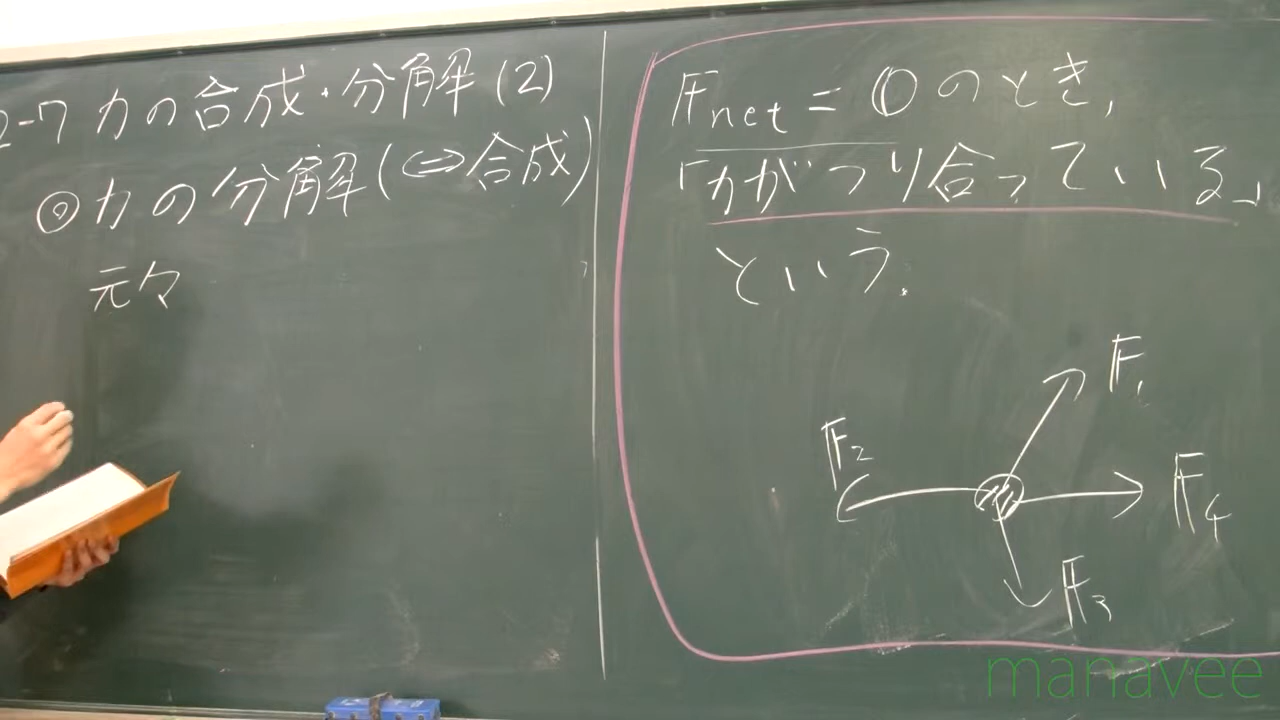 2-7 力の合成・分解(2)
◎力の分解(⇔合成)
元々
𝔽net = 𝟘のとき,
「力がつり合っている」
という.
𝔽1
𝔽2
𝔽4
𝔽3
manavee